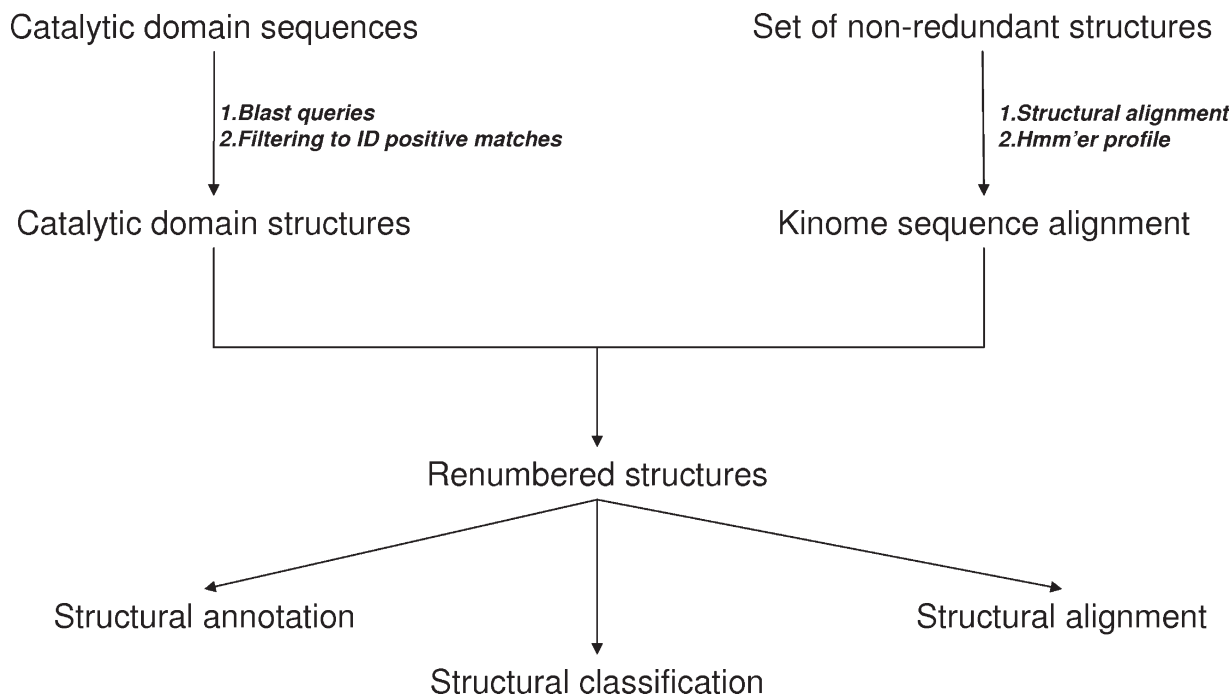 Catalytic domain sequences
Set of non-redundant structures
1.Blast queries
2.Filtering to ID positive matches
1.Structural alignment
2.Hmm'er profile
Catalytic domain structures
Kinome sequence alignment
Renumbered structures
Structural annotation
Structural alignment
Structural classification